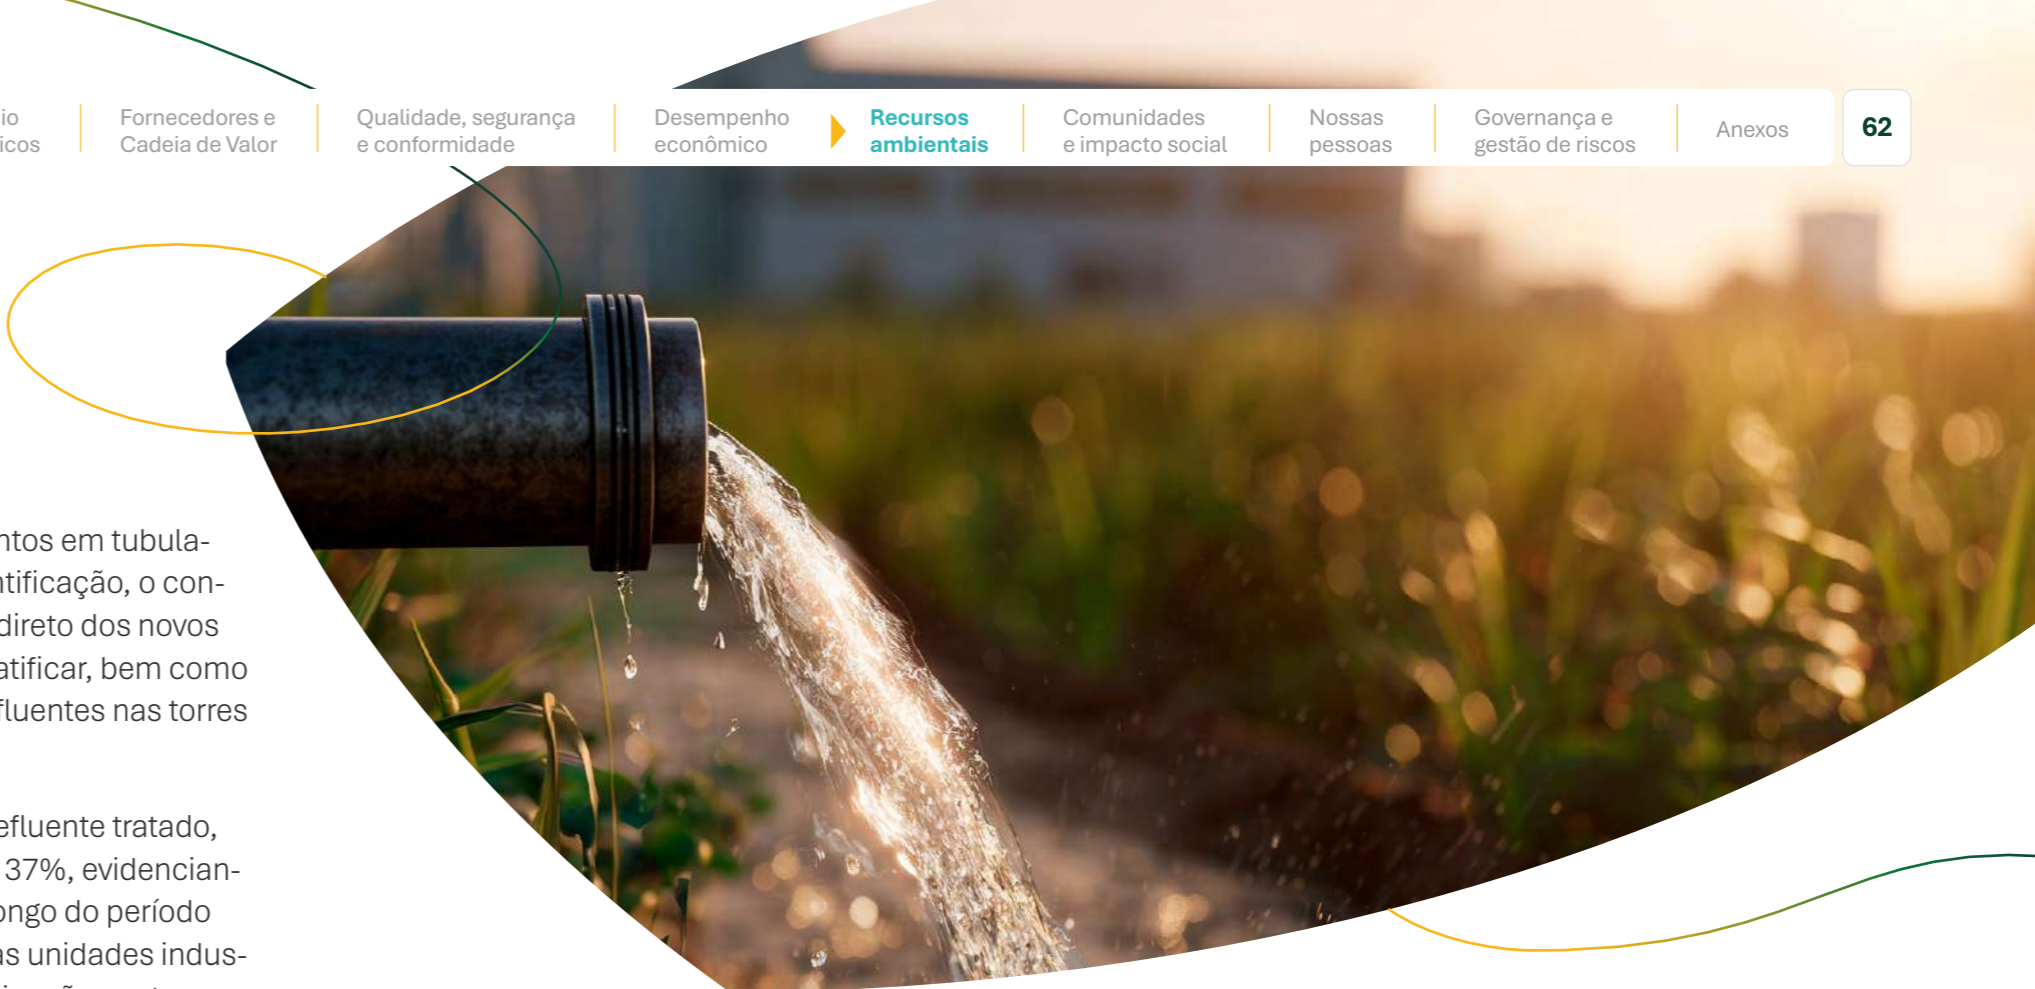 io
icos
Fornecedores e
Cadeia de Valor
Qualidade, segurança
e conformidade
Desempenho
econômico
Recursos
ambientais
Comunidades
e impacto social
Nossas
pessoas
Governança e
gestão de riscos
Anexos
62
ntos em tubula-
ntificação, o con-
direto dos novos
atificar, bem como
fluentes nas torres
efluente tratado,
37%, evidencian-
ongo do período
as unidades indus-